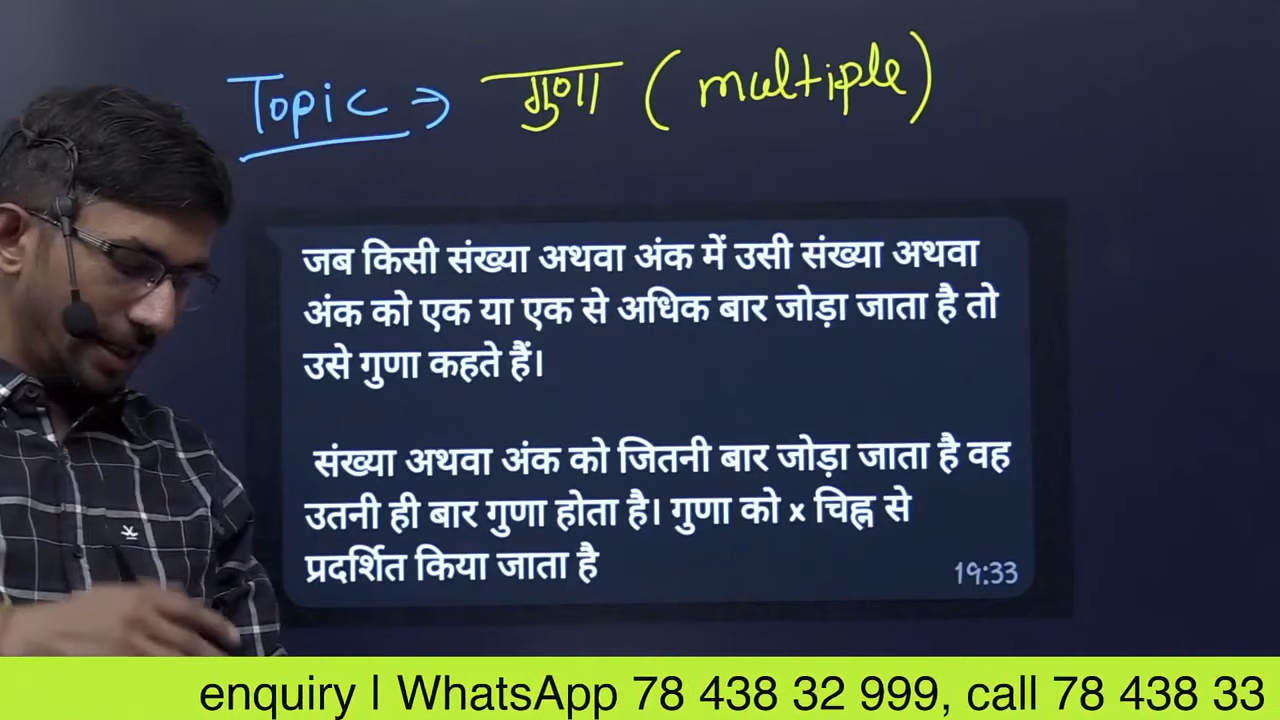 Topic → गुणा ( multiple )
जब किसी संख्या अथवा अंक में उसी संख्या अथवा
अंक को एक या एक से अधिक बार जोड़ा जाता है तो
उसे गुणा कहते हैं।
संख्या अथवा अंक को जितनी बार जोड़ा जाता है वह
उतनी ही बार गुणा होता है। गुणा को x चिह्न से
प्रदर्शित किया जाता है
19:33
enquiry | WhatsApp 78 438 32 999, call 78 438 33